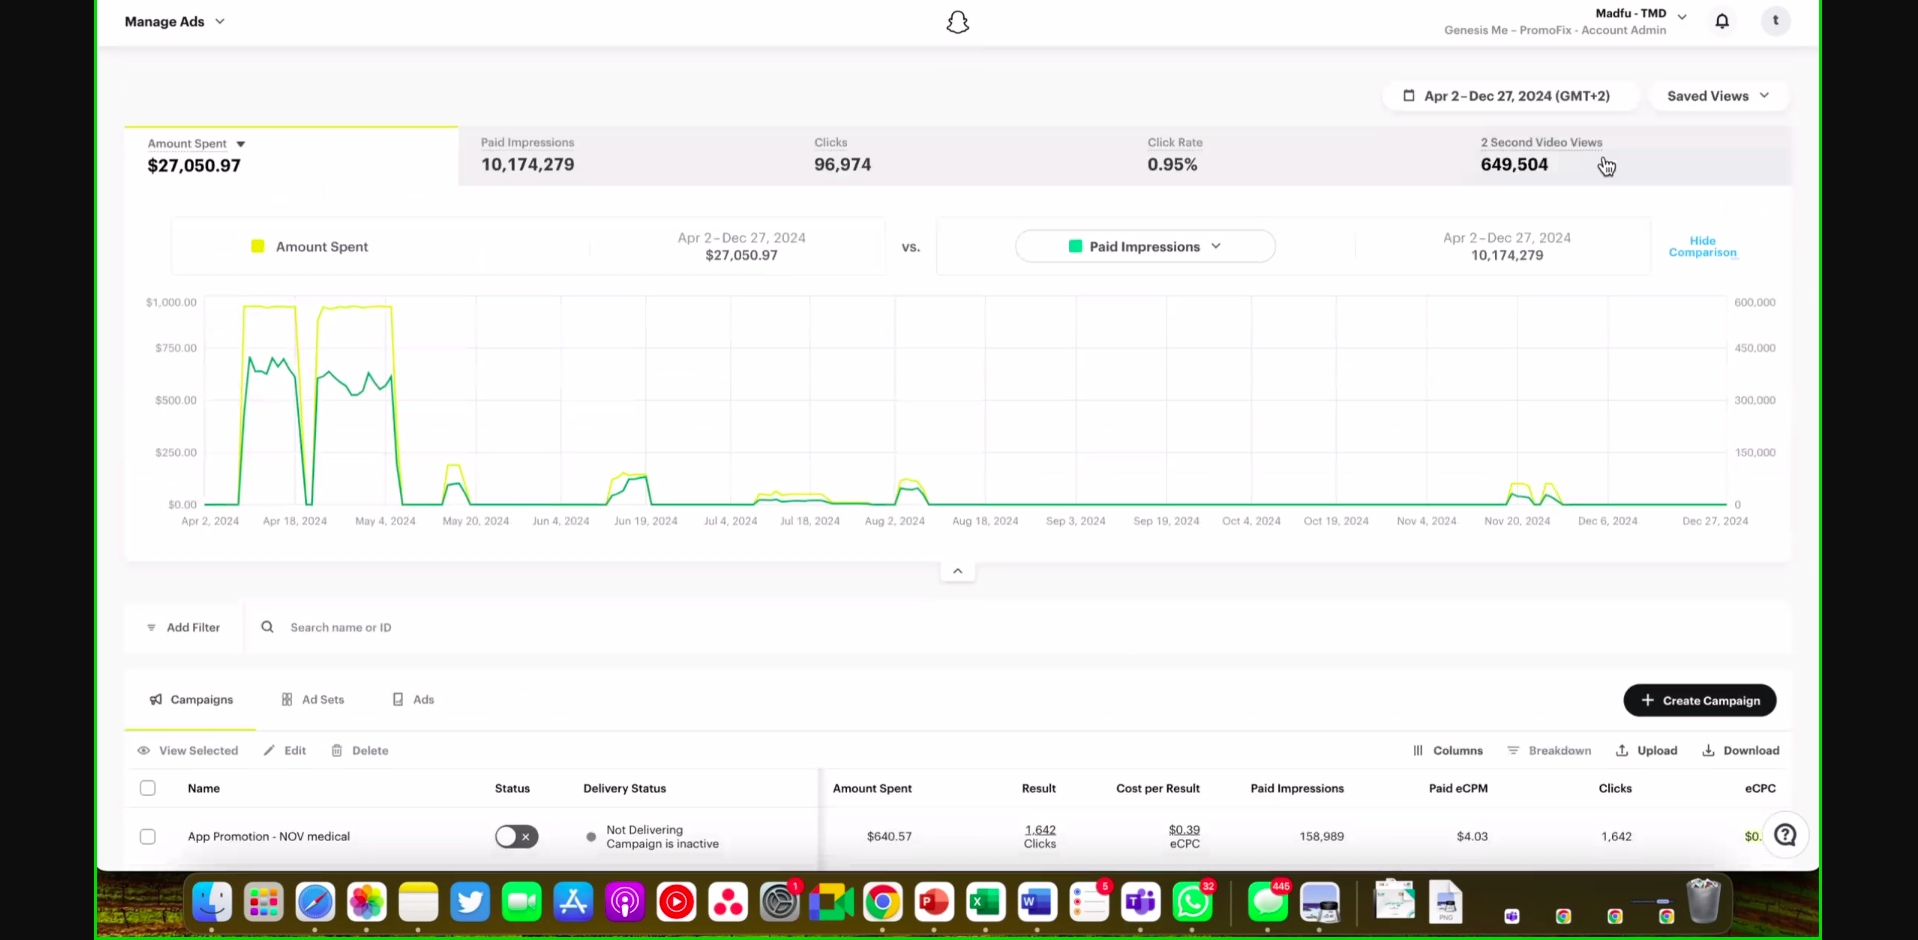 Manage Ads
Madfu - TMD
Genesis Me – PromoFix - Account Admin
t
Apr 2 – Dec 27, 2024 (GMT+2)
Saved Views
Amount Spent
$27,050.97
Paid Impressions
10,174,279
Clicks
96,974
Click Rate
0.95%
2 Second Video Views
649,504
Amount Spent
Apr 2 – Dec 27, 2024
$27,050.97
vs.
Paid Impressions
Apr 2 – Dec 27, 2024
10,174,279
Hide
Comparison
$1,000.00
$750.00
$500.00
$250.00
$0.00
600,000
450,000
300,000
150,000
0
Apr 2, 2024
Apr 18, 2024
May 4, 2024
May 20, 2024
Jun 4, 2024
Jun 19, 2024
Jul 4, 2024
Jul 18, 2024
Aug 2, 2024
Aug 18, 2024
Sep 3, 2024
Sep 19, 2024
Oct 4, 2024
Oct 19, 2024
Nov 4, 2024
Nov 20, 2024
Dec 6, 2024
Dec 27, 2024
Add Filter
Search name or ID
Campaigns
Ad Sets
Ads
Create Campaign
View Selected
Edit
Delete
Columns
Breakdown
Upload
Download
Name
Status
Delivery Status
Amount Spent
Result
Cost per Result
Paid Impressions
Paid eCPM
Clicks
eCPC
App Promotion - NOV medical
Not Delivering
Campaign is inactive
$640.57
1,642
Clicks
$0.39
eCPC
158,989
$4.03
1,642
$0.
1
P
X
W
5
T
32
446
PNG